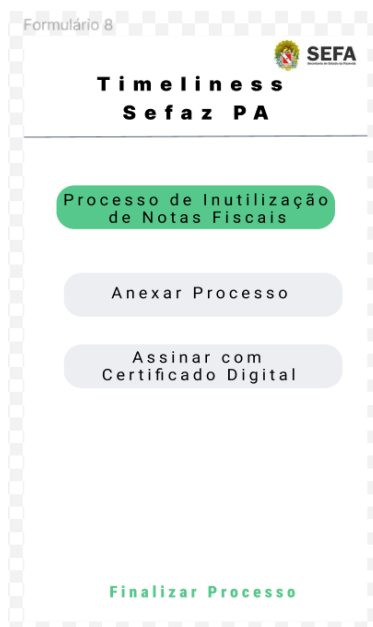 Formulário 8
SEFA
Timeliness
Sefaz PA
Processo de Inutilização
de Notas Fiscais
Anexar Processo
Assinar com
Certificado Digital
Finalizar Processo